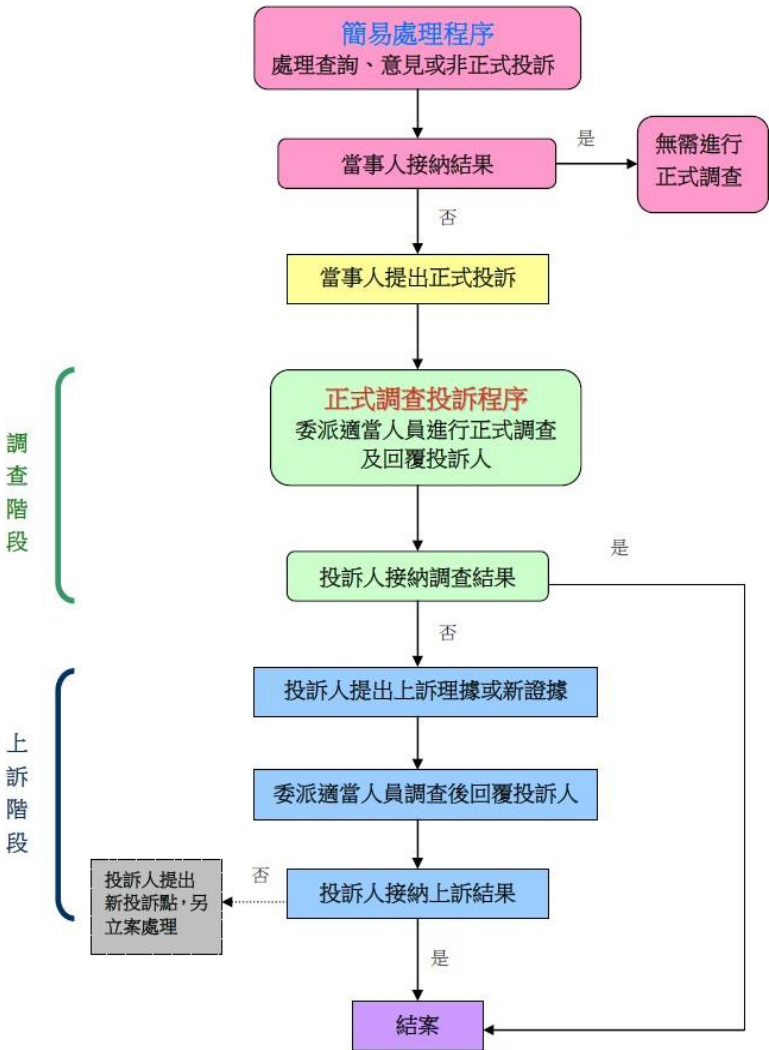 簡易處理程序
處理查詢、意見或非正式投訴
是
當事人接納結果
無需進行
正式調查
否
當事人提出正式投訴
調查階段
正式調查投訴程序
委派適當人員進行正式調查
及回覆投訴人
是
投訴人接納調查結果
否
上訴階段
投訴人提出上訴理據或新證據
委派適當人員調查後回覆投訴人
投訴人接納上訴結果
否
投訴人提出
新投訴點，另
立案處理
是
結案